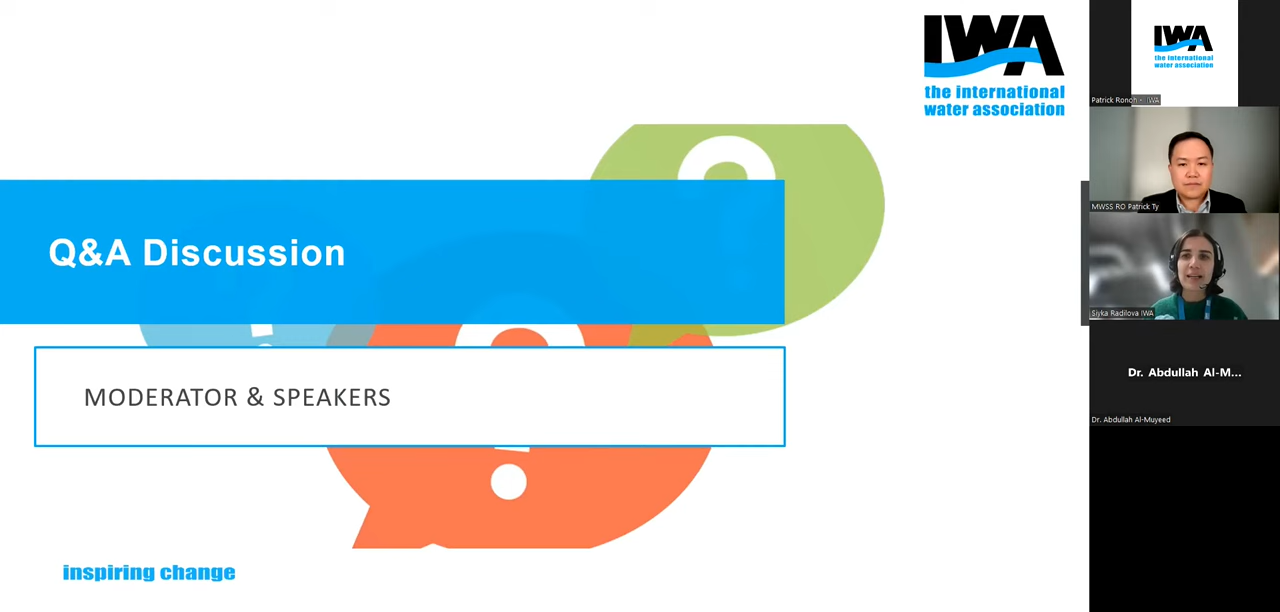 IWA
the international
water association
Q&A Discussion
MODERATOR & SPEAKERS
inspiring change
IWA
the international
water association
Patrick Ronoh - IWA
MWSS RO Patrick Ty
Siyka Radilova IWA
Dr. Abdullah Al-M...
Dr. Abdullah Al-Muyeed